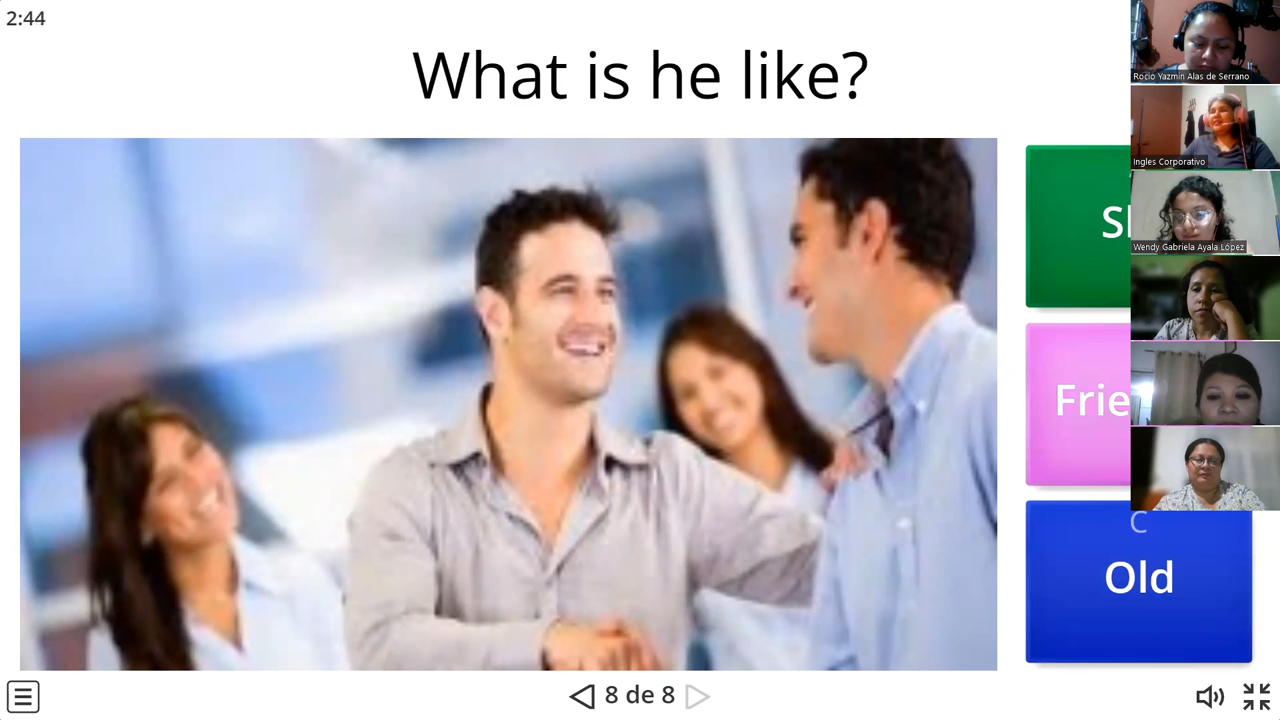 2:44
What is he like?
Rocio Yazmin Alas de Serrano
Ingles Corporativo
Wendy Gabriela Ayala López
C
Old
8 de 8